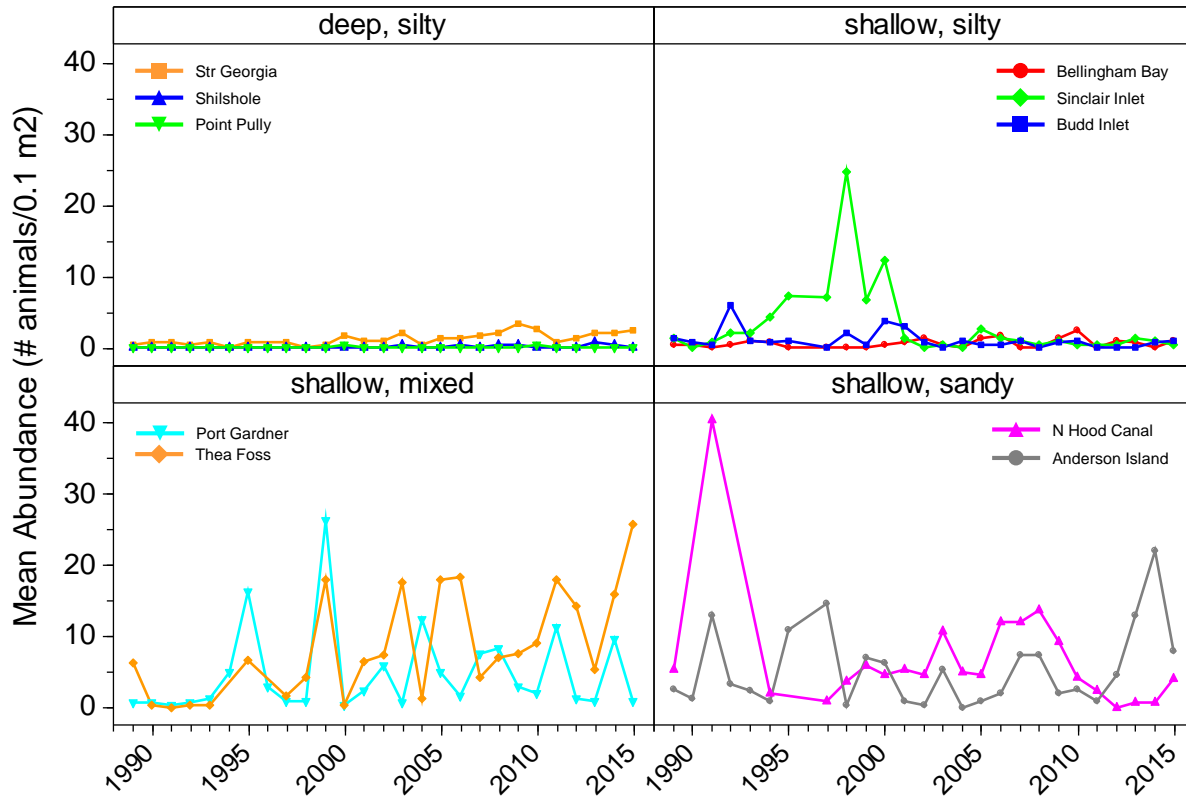 deep, silty
shallow, silty
Mean Abundance (# animals/0.1 m2)
40
30
20
10
0
Str Georgia
Shilshole
Point Pully
Bellingham Bay
Sinclair Inlet
Budd Inlet
shallow, mixed
shallow, sandy
40
30
20
10
0
Port Gardner
Thea Foss
N Hood Canal
Anderson Island
1990
1995
2000
2005
2010
2015
1990
1995
2000
2005
2010
2015